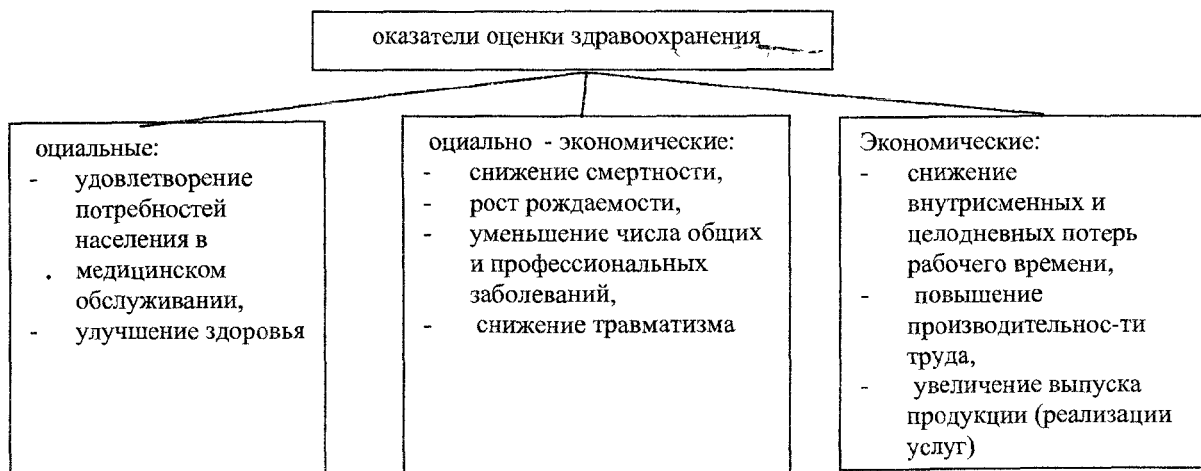 оказатели оценки здравоохранения
оциальные:
- удовлетворение
потребностей
населения в
. медицинском
обслуживании,
- улучшение здоровья
оциально - экономические:
- снижение смертности,
- рост рождаемости,
- уменьшение числа общих
и профессиональных
заболеваний,
- снижение травматизма
Экономические:
- снижение
внутрисменных и
целодневных потерь
рабочего времени,
- повышение
производительнос-ти
труда,
- увеличение выпуска
продукции (реализации
услуг)